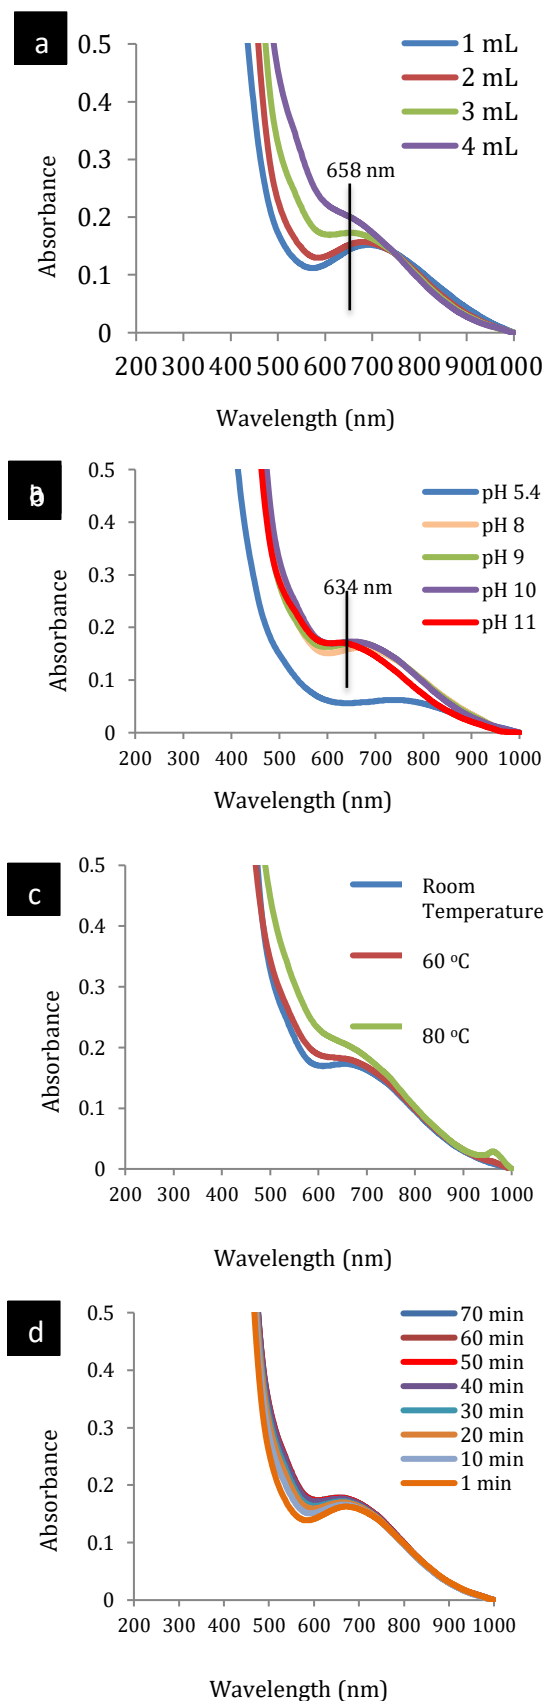 a
0.5
0.4
0.3
0.2
0.1
0
Absorbance
1 mL
2 mL
3 mL
4 mL
658 nm
200 300 400 500 600 700 800 900 1000
Wavelength (nm)
b
0.5
0.4
0.3
0.2
0.1
0
Absorbance
pH 5.4
pH 8
pH 9
pH 10
pH 11
634 nm
200 300 400 500 600 700 800 900 1000
Wavelength (nm)
c
0.5
0.4
0.3
0.2
0.1
0
Absorbance
Room
Temperature
60 °C
80 °C
200 300 400 500 600 700 800 900 1000
Wavelength (nm)
d
0.5
0.4
0.3
0.2
0.1
0
Absorbance
70 min
60 min
50 min
40 min
30 min
20 min
10 min
1 min
200 300 400 500 600 700 800 900 1000
Wavelength (nm)